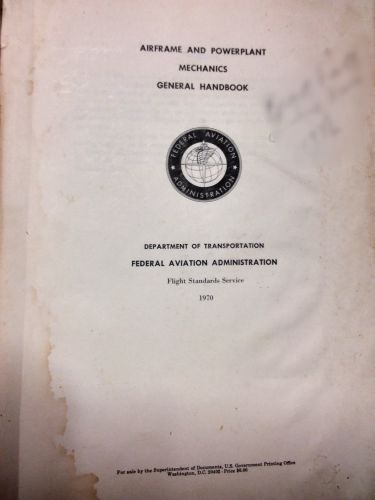 AIRFRAME AND POWERPLANT
MECHANICS
GENERAL HANDBOOK
FEDERAL AVIATION
ADMINISTRATION
DEPARTMENT OF TRANSPORTATION
FEDERAL AVIATION ADMINISTRATION
Flight Standards Service
1970
For sale by the Superintendent of Documents, U.S. Government Printing Office
Washington, D.C. 20402 - Price